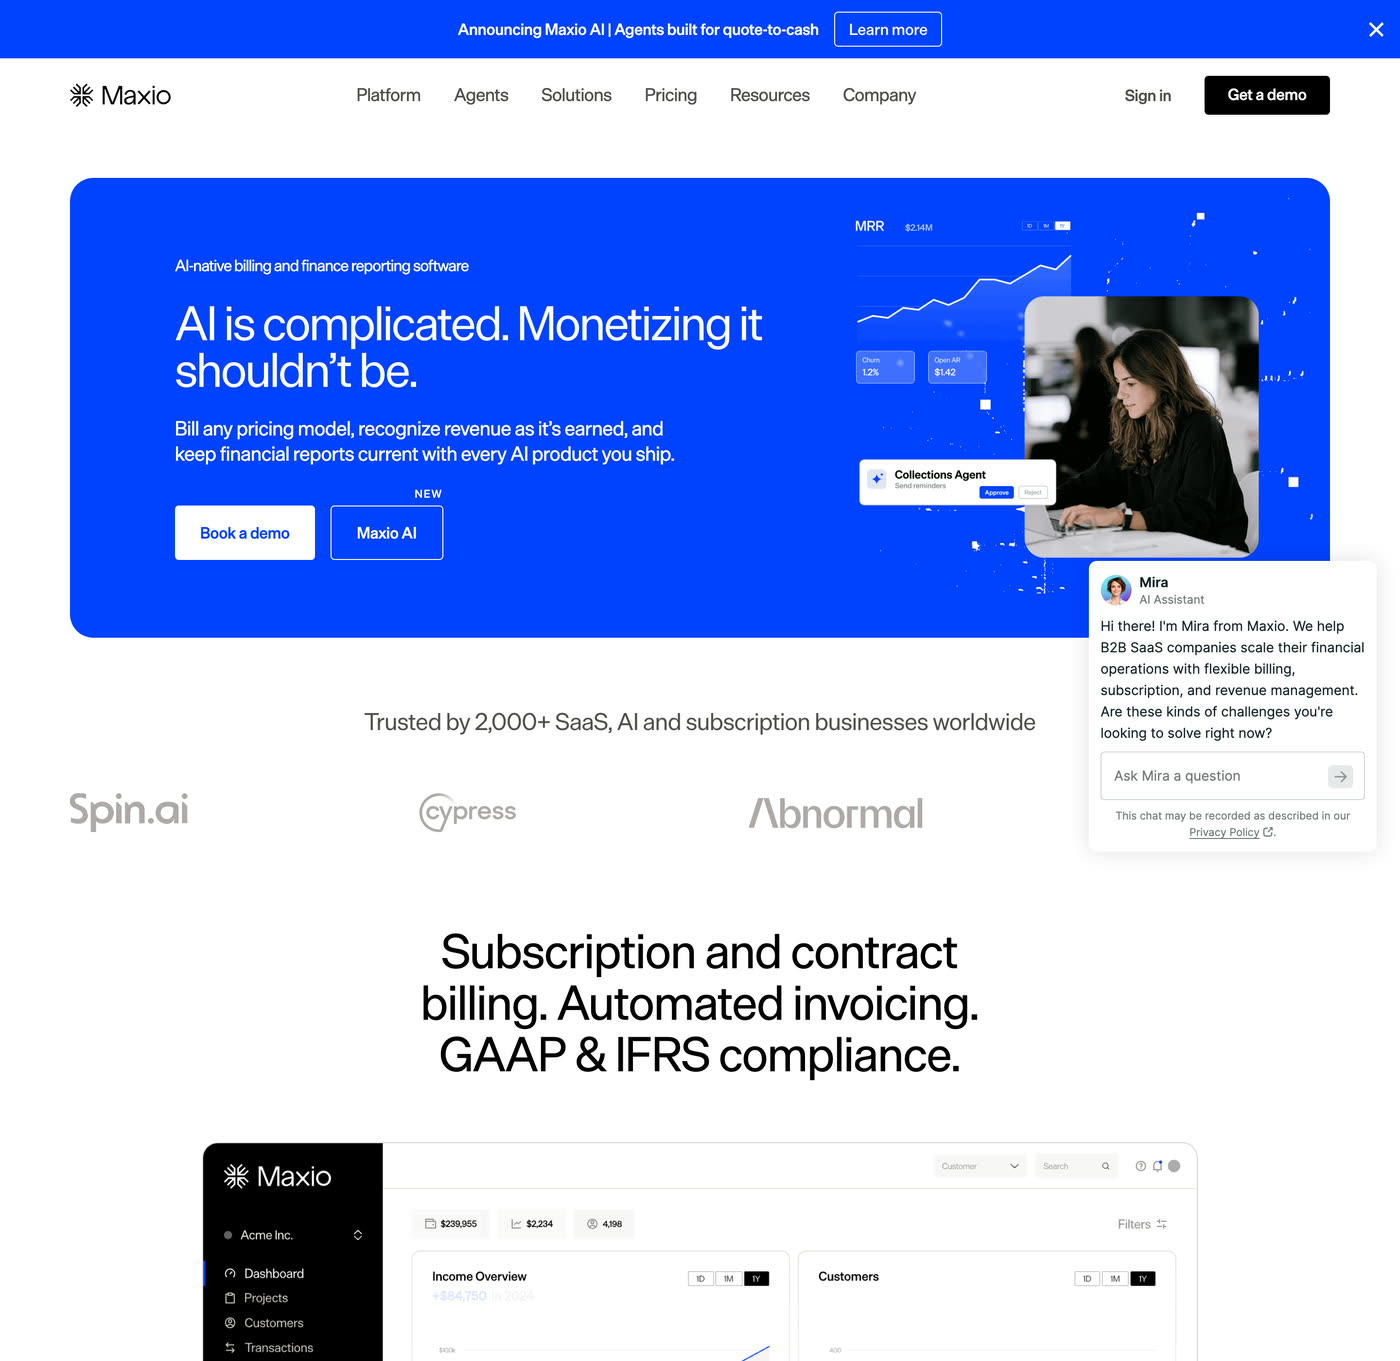 Announcing Maxio AI | Agents built for quote-to-cash
Learn more
Maxio
Platform
Agents
Solutions
Pricing
Resources
Company
Sign in
Get a demo
AI-native billing and finance reporting software
AI is complicated. Monetizing it
shouldn't be.
Bill any pricing model, recognize revenue as it's earned, and
keep financial reports current with every AI product you ship.
Book a demo
NEW
Maxio AI
MRR
$2.14M
1D
1M
1Y
Churn
1.2%
Open AR
$1.42
Collections Agent
Send reminders
Approve
Reject
Mira
AI Assistant
Hi there! I'm Mira from Maxio. We help
B2B SaaS companies scale their financial
operations with flexible billing,
subscription, and revenue management.
Are these kinds of challenges you're
looking to solve right now?
Ask Mira a question
This chat may be recorded as described in our
Privacy Policy.
Trusted by 2,000+ SaaS, AI and subscription businesses worldwide
Spin.ai
cypress
Abnormal
Subscription and contract
billing. Automated invoicing.
GAAP & IFRS compliance.
Maxio
Customer
Search
Acme Inc.
$239,955
$2,234
4,198
Filters
Dashboard
Projects
Customers
Transactions
Income Overview
1D
1M
1Y
+$84,750 in 2024
$100k
Customers
1D
1M
1Y
400